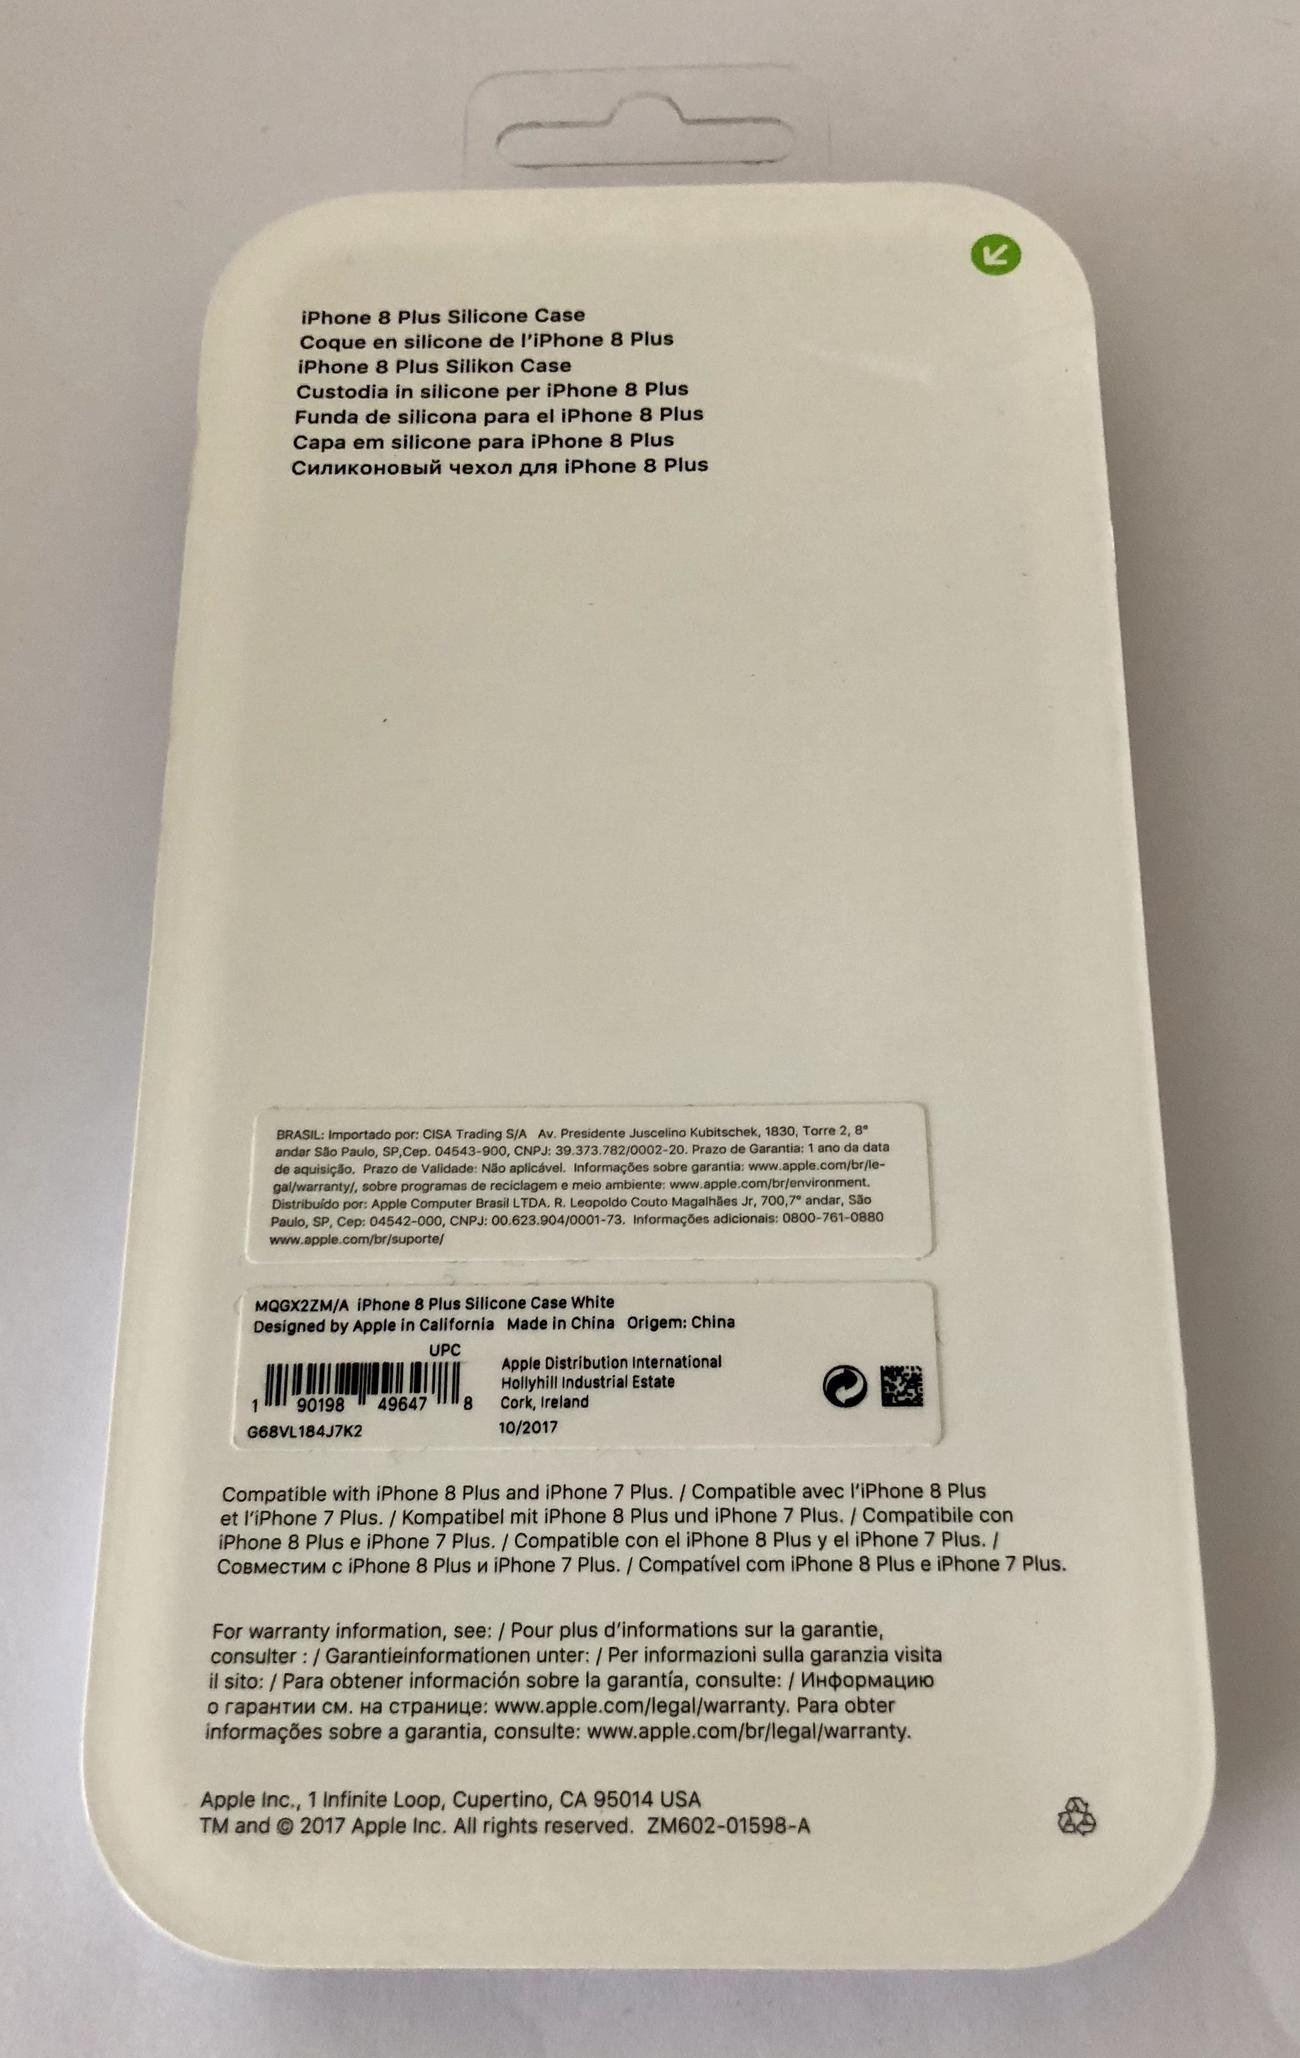 iPhone 8 Plus Silicone Case
Coque en silicone de l’iPhone 8 Plus
iPhone 8 Plus Silikon Case
Custodia in silicone per iPhone 8 Plus
Funda de silicona para el iPhone 8 Plus
Capa em silicone para iPhone 8 Plus
Силиконовый чехол для iPhone 8 Plus
BRASIL: Importado por: CISA Trading S/A Av. Presidente Juscelino Kubitschek, 1830, Torre 2, 8°
andar São Paulo, SP,Cep. 04543-900, CNPJ: 39.373.782/0002-20. Prazo de Garantia: 1 ano da data
de aquisição. Prazo de Validade: Não aplicável. Informações sobre garantia: www.apple.com/br/le-
gal/warranty/, sobre programas de reciclagem e meio ambiente: www.apple.com/br/environment.
Distribuído por: Apple Computer Brasil LTDA. R. Leopoldo Couto Magalhães Jr, 700,7° andar, São
Paulo, SP, Cep: 04542-000, CNPJ: 00.623.904/0001-73. Informações adicionais: 0800-761-0880
www.apple.com/br/suporte/
MQGX2ZM/A iPhone 8 Plus Silicone Case White
Designed by Apple in California Made in China Origem: China
UPC
1 90198 49647 8
G68VL184J7K2
Apple Distribution International
Hollyhill Industrial Estate
Cork, Ireland
10/2017
Compatible with iPhone 8 Plus and iPhone 7 Plus. / Compatible avec l’iPhone 8 Plus
et l’iPhone 7 Plus. / Kompatibel mit iPhone 8 Plus und iPhone 7 Plus. / Compatibile con
iPhone 8 Plus e iPhone 7 Plus. / Compatible con el iPhone 8 Plus y el iPhone 7 Plus. /
Совместим с iPhone 8 Plus и iPhone 7 Plus. / Compatível com iPhone 8 Plus e iPhone 7 Plus.
For warranty information, see: / Pour plus d’informations sur la garantie,
consulter : / Garantieinformationen unter: / Per informazioni sulla garanzia visita
il sito: / Para obtener información sobre la garantía, consulte: / Информацию
о гарантии см. на странице: www.apple.com/legal/warranty. Para obter
informações sobre a garantia, consulte: www.apple.com/br/legal/warranty.
Apple Inc., 1 Infinite Loop, Cupertino, CA 95014 USA
TM and © 2017 Apple Inc. All rights reserved. ZM602-01598-A